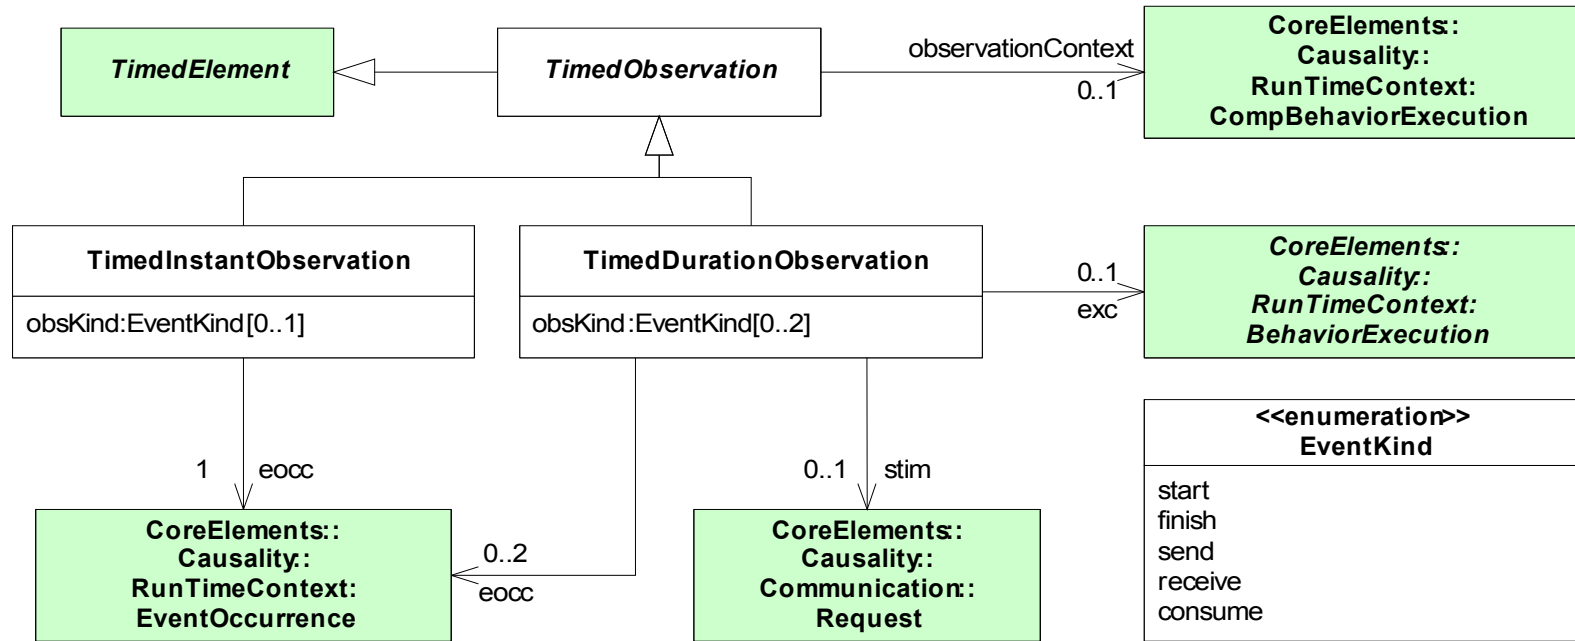 TimedElement
TimedObservation
observationContext
0..1
CoreElements::
Causality::
RunTimeContext:
CompBehaviorExecution
TimedInstantObservation
obsKind:EventKind[0..1]
TimedDurationObservation
obsKind:EventKind[0..2]
0..1
exc
CoreElements::
Causality::
RunTimeContext:
BehaviorExecution
1 eocc
0..1 stim
0..2
eocc
CoreElements::
Causality::
RunTimeContext:
EventOccurrence
CoreElements::
Causality::
Communication::
Request
<<enumeration>>
EventKind
start
finish
send
receive
consume